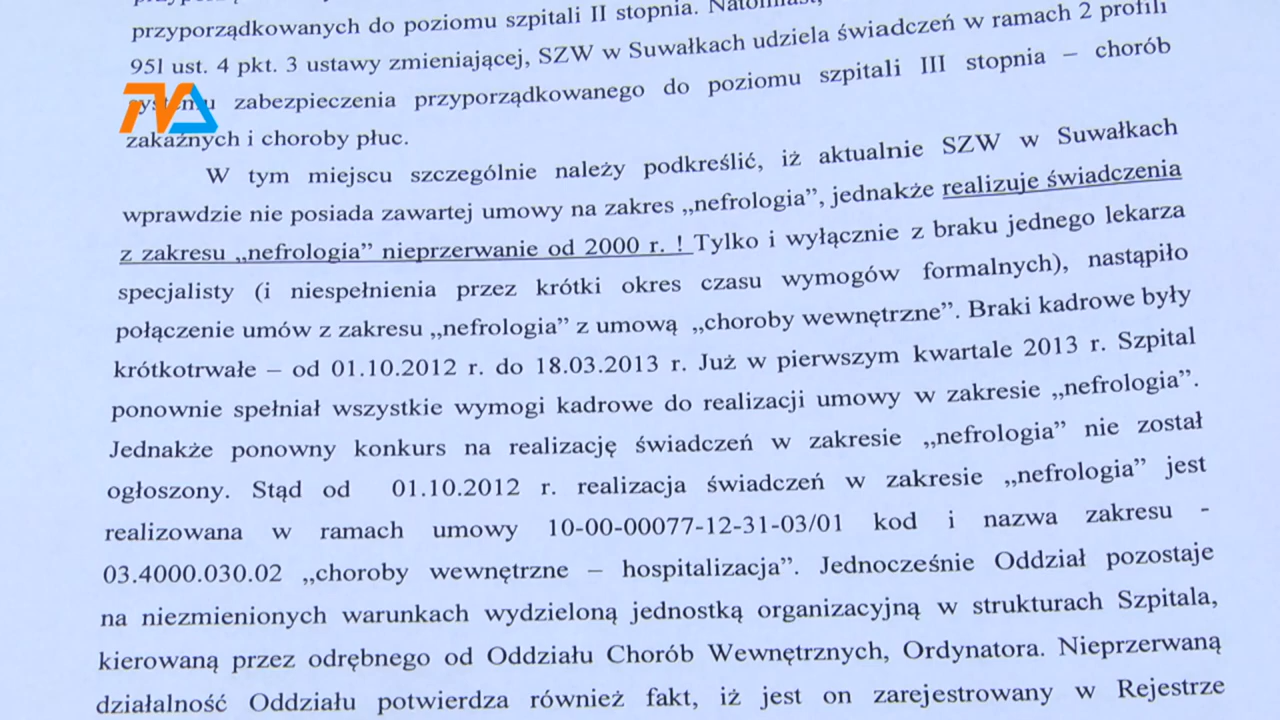 przyporządkowanych do poziomu szpitali II stopnia. Natomiast,
95l ust. 4 pkt. 3 ustawy zmieniającej, SZW w Suwałkach udziela świadczeń w ramach 2 profili
systemu zabezpieczenia przyporządkowanego do poziomu szpitali III stopnia – chorób
zakaźnych i choroby płuc.
W tym miejscu szczególnie należy podkreślić, iż aktualnie SZW w Suwałkach
wprawdzie nie posiada zawartej umowy na zakres „nefrologia”, jednakże realizuje świadczenia
z zakresu „nefrologia” nieprzerwanie od 2000 r. ! Tylko i wyłącznie z braku jednego lekarza
specjalisty (i niespełnienia przez krótki okres czasu wymogów formalnych), nastąpiło
połączenie umów z zakresu „nefrologia” z umową „choroby wewnętrzne”. Braki kadrowe były
krótkotrwałe – od 01.10.2012 r. do 18.03.2013 r. Już w pierwszym kwartale 2013 r. Szpital
ponownie spełniał wszystkie wymogi kadrowe do realizacji umowy w zakresie „nefrologia”.
Jednakże ponowny konkurs na realizację świadczeń w zakresie „nefrologia” nie został
ogłoszony. Stąd od 01.10.2012 r. realizacja świadczeń w zakresie „nefrologia” jest
realizowana w ramach umowy 10-00-00077-12-31-03/01 kod i nazwa zakresu -
03.4000.030.02 „choroby wewnętrzne – hospitalizacja”. Jednocześnie Oddział pozostaje
na niezmienionych warunkach wydzieloną jednostką organizacyjną w strukturach Szpitala,
kierowaną przez odrębnego od Oddziału Chorób Wewnętrznych, Ordynatora. Nieprzerwaną
działalność Oddziału potwierdza również fakt, iż jest on zarejestrowany w Rejestrze